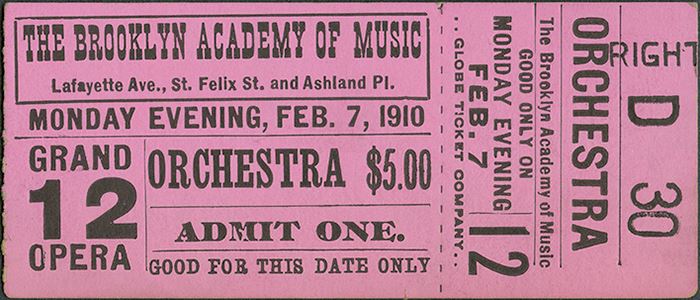 THE BROOKLYN ACADEMY OF MUSIC
Lafayette Ave., St. Felix St. and Ashland Pl.
MONDAY EVENING, FEB. 7, 1910
GRAND
12
OPERA
ORCHESTRA $5.00
ADMIT ONE.
GOOD FOR THIS DATE ONLY
..GLOBE TICKET COMPANY..
FEB. 7
MONDAY EVENING
GOOD ONLY ON
12
The Brooklyn Academy of Music
ORCHESTRA
RIGHT
D
30